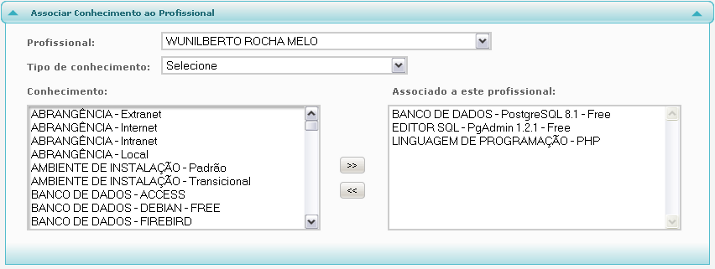 Associar Conhecimento ao Profissional
Profissional: WUNILBERTO ROCHA MELO
Tipo de conhecimento: Selecione
Conhecimento:
ABRANGÊNCIA - Extranet
ABRANGÊNCIA - Internet
ABRANGÊNCIA - Intranet
ABRANGÊNCIA - Local
AMBIENTE DE INSTALAÇÃO - Padrão
AMBIENTE DE INSTALAÇÃO - Transicional
BANCO DE DADOS - ACCESS
BANCO DE DADOS - DEBIAN - FREE
BANCO DE DADOS - FIREBIRD
>>
<<
Associado a este profissional:
BANCO DE DADOS - PostgreSQL 8.1 - Free
EDITOR SQL - PgAdmin 1.2.1 - Free
LINGUAGEM DE PROGRAMAÇÃO - PHP